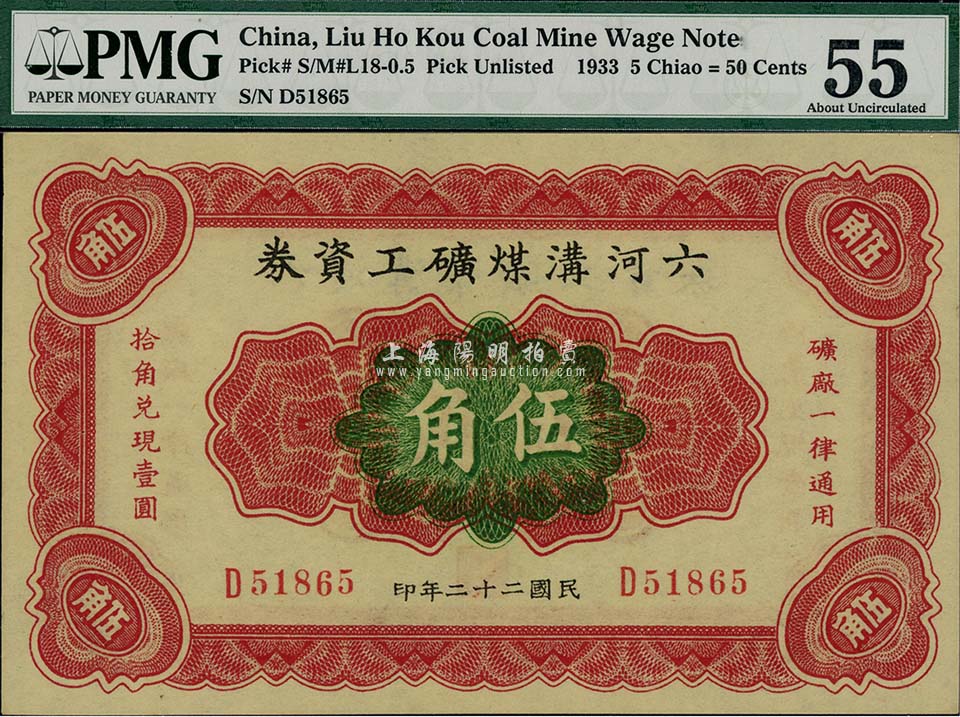 PMG
PAPER MONEY GUARANTY
China, Liu Ho Kou Coal Mine Wage Note
Pick# S/M#L18-0.5 Pick Unlisted 1933 5 Chiao = 50 Cents
S/N D51865
55
About Uncirculated
伍角
伍角
六河溝煤礦工資券
礦廠一律通用
拾角兌現壹圓
上海陽明拍賣
www.yangmingauction.com
伍角
D51865
民國二十二年印
D51865
伍角
伍角